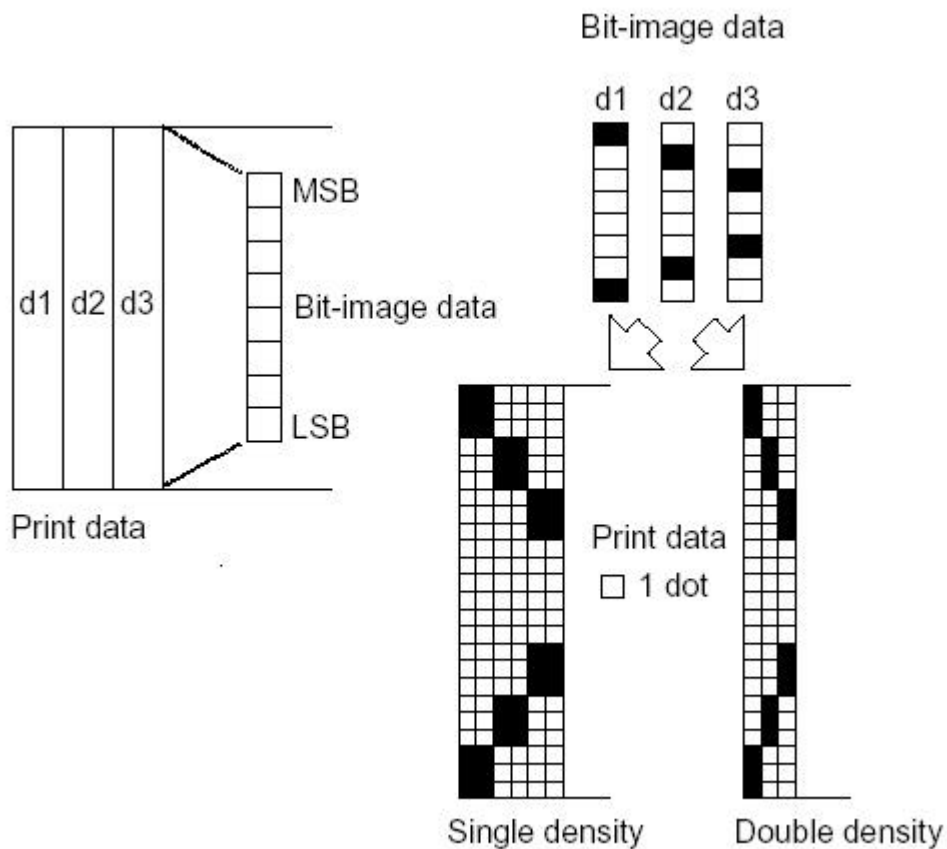 Bit-image data
d1 d2 d3
MSB
d1 d2 d3
Bit-image data
LSB
Print data
Print data
1 dot
Single density
Double density